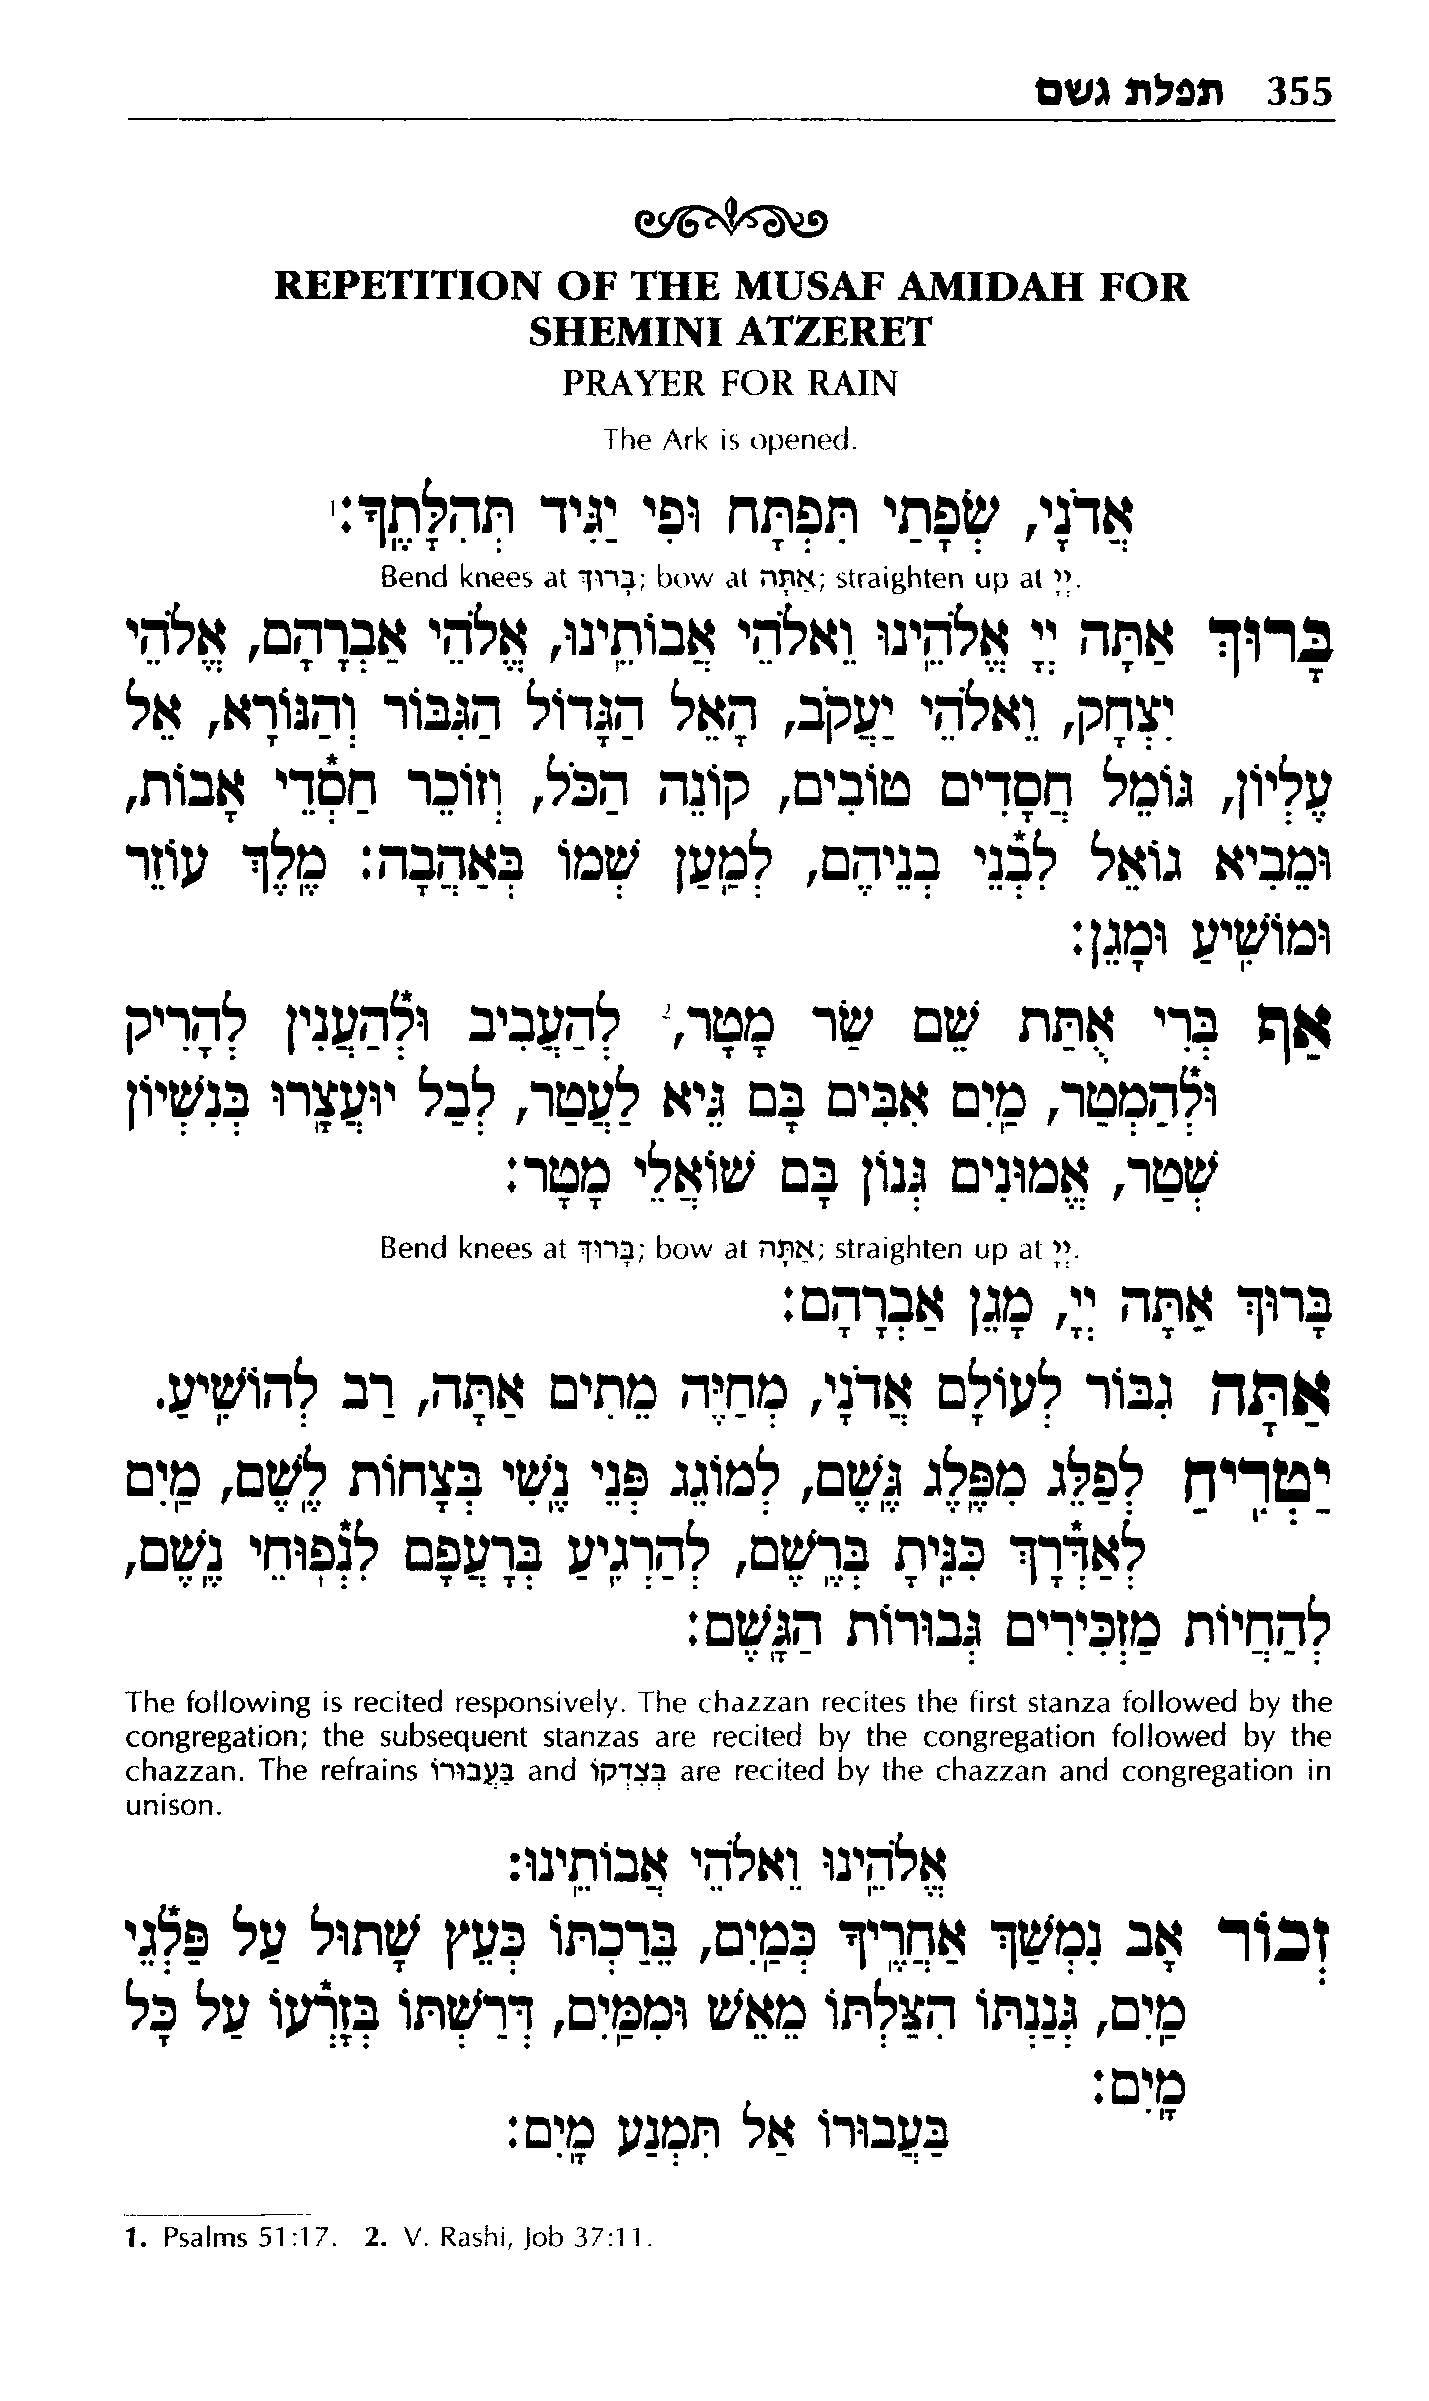 355 תפלת גשם
REPETITION OF THE MUSAF AMIDAH FOR
SHEMINI ATZERET
PRAYER FOR RAIN
The Ark is opened.
אֲדֹנָי, שְׂפָתַי תִּפְתָּח וּפִי יַגִּיד תְּהִלָּתֶֽךָ׃¹
Bend knees at בָּרוּךְ; bow at אַתָּה; straighten up at יְיָ.
בָּרוּךְ אַתָּה יְיָ אֱלֹהֵֽינוּ וֵאלֹהֵי אֲבוֹתֵֽינוּ, אֱלֹהֵי אַבְרָהָם, אֱלֹהֵי
יִצְחָק, וֵאלֹהֵי יַעֲקֹב, הָאֵל הַגָּדוֹל הַגִּבּוֹר וְהַנּוֹרָא, אֵל
עֶלְיוֹן, גּוֹמֵל חֲסָדִים טוֹבִים, קוֹנֵה הַכֹּל, וְזוֹכֵר חַסְֿדֵי אָבוֹת,
וּמֵבִיא גוֹאֵל לִבְֿנֵי בְנֵיהֶם, לְמַֽעַן שְׁמוֹ בְּאַהֲבָה: מֶֽלֶךְ עוֹזֵר
וּמוֹשִֽׁיעַ וּמָגֵן:
אַף בְּרִי אֻתַּת שֵׁם שַׂר מָטָר,² לְהַעֲבִיב וּלְֿהַעֲנִין לְהָרִיק
וּלְֿהַמְטַר, מַֽיִם אִבִּים בָּם גֵּיא לַעֲטַר, לְבַל יוּעֲצָֽרוּ בְּנִשְׁיוֹן
שְׁטַר, אֱמוּנִים גְּנוֹן בָּם שׁוֹאֲלֵי מָטָר:
Bend knees at בָּרוּךְ; bow at אַתָּה; straighten up at יְיָ.
בָּרוּךְ אַתָּה יְיָ, מָגֵן אַבְרָהָם:
אַתָּה גִבּוֹר לְעוֹלָם אֲדֹנָי, מְחַיֶּה מֵתִים אַתָּה, רַב לְהוֹשִֽׁיעַ.
יַטְרִֽיחַ לְפַלֵּג מִפֶּֽלֶג גֶּֽשֶׁם, לְמוֹגֵג פְּנֵי נֶֽשִׁי בְּצָחוֹת לֶֽשֶׁם, מַֽיִם
לְאַדְּֿרָךְ כִּנִּֽיתָ בְּרֶֽשֶׁם, לְהַרְגִּֽיעַ בְּרָעֲפָם לִנְֿפֽוּחֵי נֶֽשֶׁם,
לְהַחֲיוֹת מַזְכִּירִים גְּבוּרוֹת הַגָּֽשֶׁם:
The following is recited responsively. The chazzan recites the first stanza followed by the
congregation; the subsequent stanzas are recited by the congregation followed by the
chazzan. The refrains בַּעֲבוּרוֹ and בְּצִדְקוֹ are recited by the chazzan and congregation in
unison.
אֱלֹהֵֽינוּ וֵאלֹהֵי אֲבוֹתֵֽינוּ:
זְכוֹר אָב נִמְשַׁךְ אַחֲרֶֽיךָ כְּמַֽיִם, בֵּרַכְתּוֹ כְּעֵץ שָׁתוּל עַל פַּלְֿגֵי
מַֽיִם, גְּנַנְתּוֹ הִצַּלְתּוֹ מֵאֵשׁ וּמִמַּֽיִם, דְּרַשְׁתּוֹ בְּזָרְֿעוֹ עַל כָּל
מָֽיִם:
בַּעֲבוּרוֹ אַל תִּמְנַע מָֽיִם:
1. Psalms 51:17. 2. V. Rashi, Job 37:11.